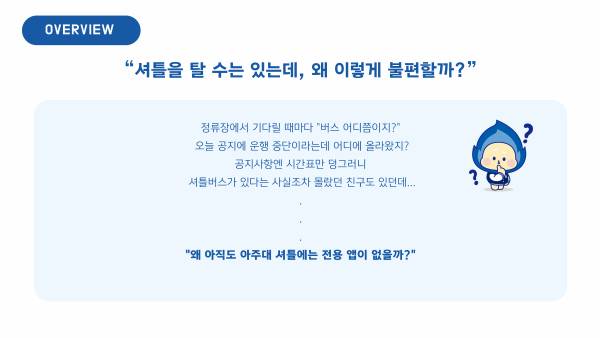 OVERVIEW
“셔틀을 탈 수는 있는데, 왜 이렇게 불편할까?”
정류장에서 기다릴 때마다 "버스 어디쯤이지?"
오늘 공지에 운행 중단이라는데 어디에 올라왔지?
공지사항엔 시간표만 덩그러니
셔틀버스가 있다는 사실조차 몰랐던 친구도 있던데...
.
.
.
"왜 아직도 아주대 셔틀에는 전용 앱이 없을까?"
?
?